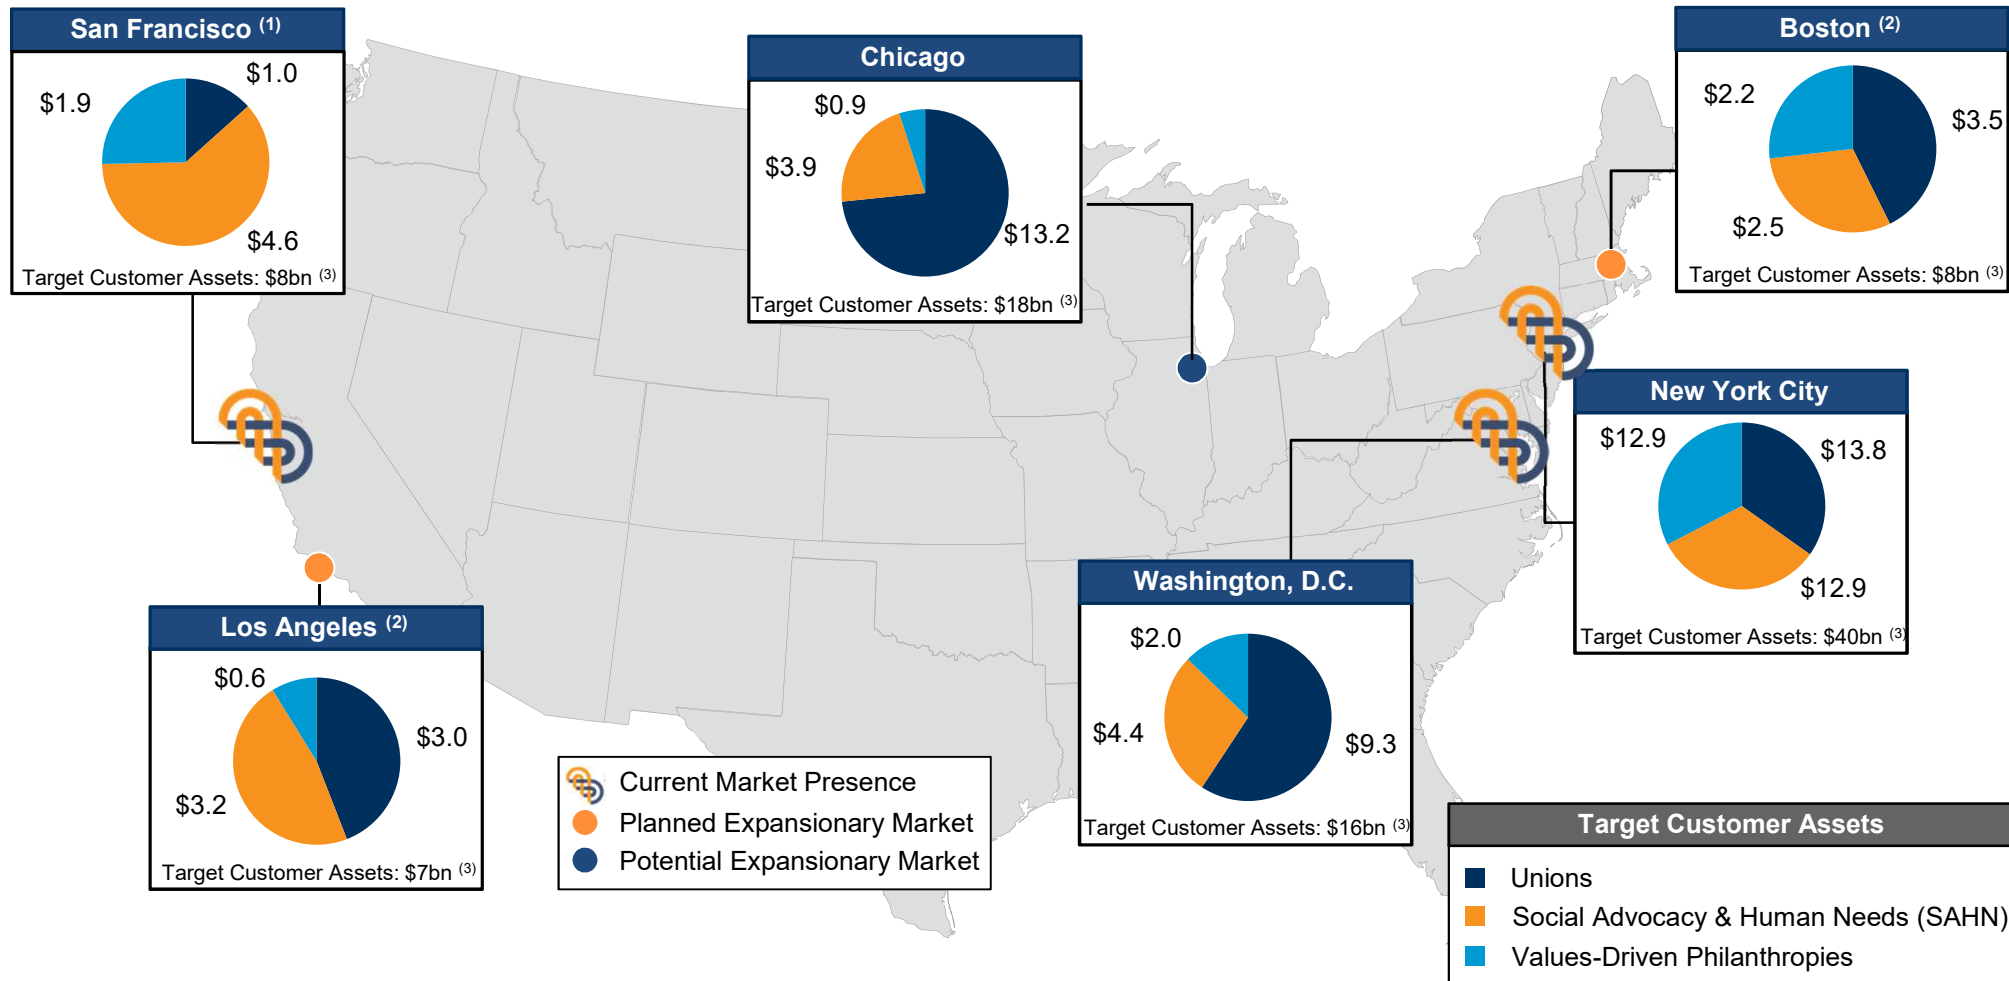 San Francisco (1)
$1.0
$1.9
$4.6
Target Customer Assets: $8bn (3)
Chicago
$0.9
$3.9
$13.2
Target Customer Assets: $18bn (3)
Boston (2)
$2.2
$3.5
$2.5
Target Customer Assets: $8bn (3)
New York City
$12.9
$13.8
$12.9
Target Customer Assets: $40bn (3)
Washington, D.C.
$2.0
$4.4
$9.3
Target Customer Assets: $16bn (3)
Los Angeles (2)
$0.6
$3.0
$3.2
Target Customer Assets: $7bn (3)
Current Market Presence
Planned Expansionary Market
Potential Expansionary Market
Target Customer Assets
Unions
Social Advocacy & Human Needs (SAHN)
Values-Driven Philanthropies